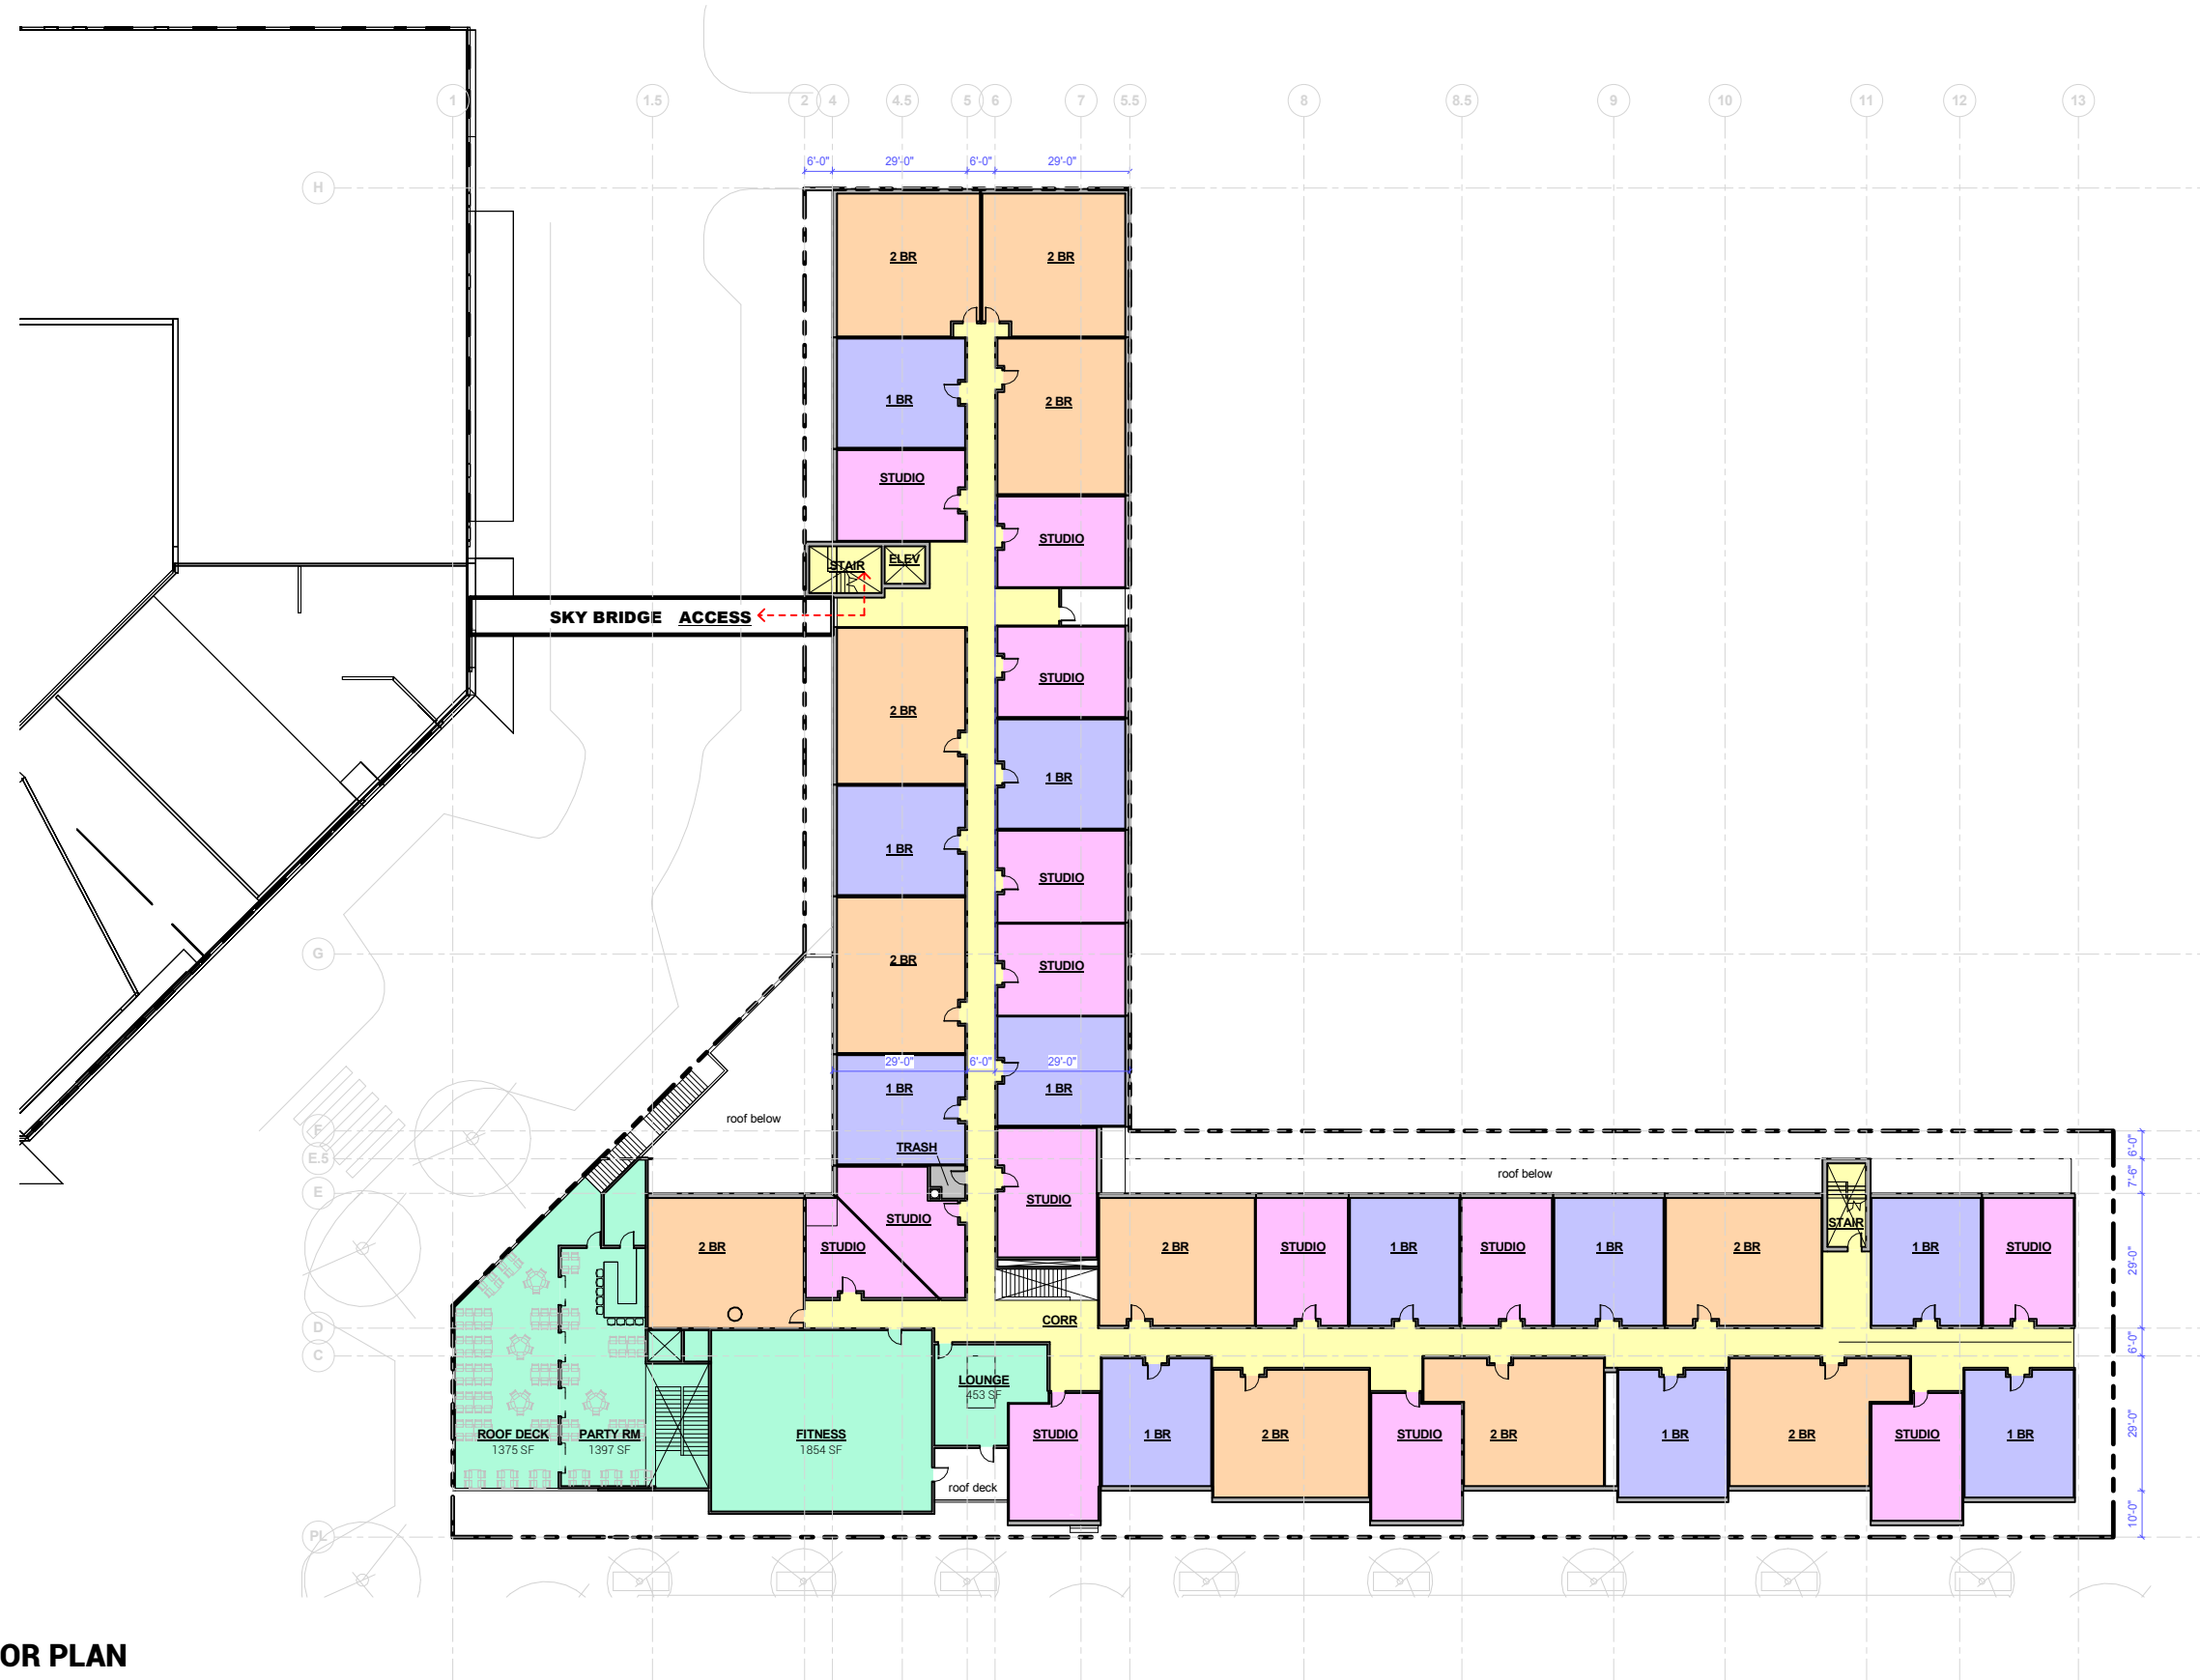 1 1.5 2 4 4.5 5 6 7 5.5 8 8.5 9 10 11 12 13
6'-0" 29'-0" 6'-0" 29'-0"
H
2 BR 2 BR
1 BR 2 BR
STUDIO
STUDIO
ELEV
STAIR
SKY BRIDGE ACCESS
STUDIO
2 BR
1 BR
1 BR
STUDIO
G
2 BR STUDIO
29'-0" 6'-0" 29'-0"
1 BR 1 BR
roof below
F
TRASH
6'-0"
E.5
roof below
7'-6"
E
STUDIO
STUDIO
STAIR
2 BR STUDIO 2 BR STUDIO 1 BR STUDIO 1 BR 2 BR 1 BR STUDIO
29'-0"
CORR
D
6'-0"
C
LOUNGE
453 SF
ROOF DECK PARTY RM FITNESS STUDIO 1 BR 2 BR STUDIO 2 BR 1 BR 2 BR STUDIO 1 BR
1375 SF 1397 SF 1854 SF
29'-0"
roof deck
10'-0"
PL
OR PLAN